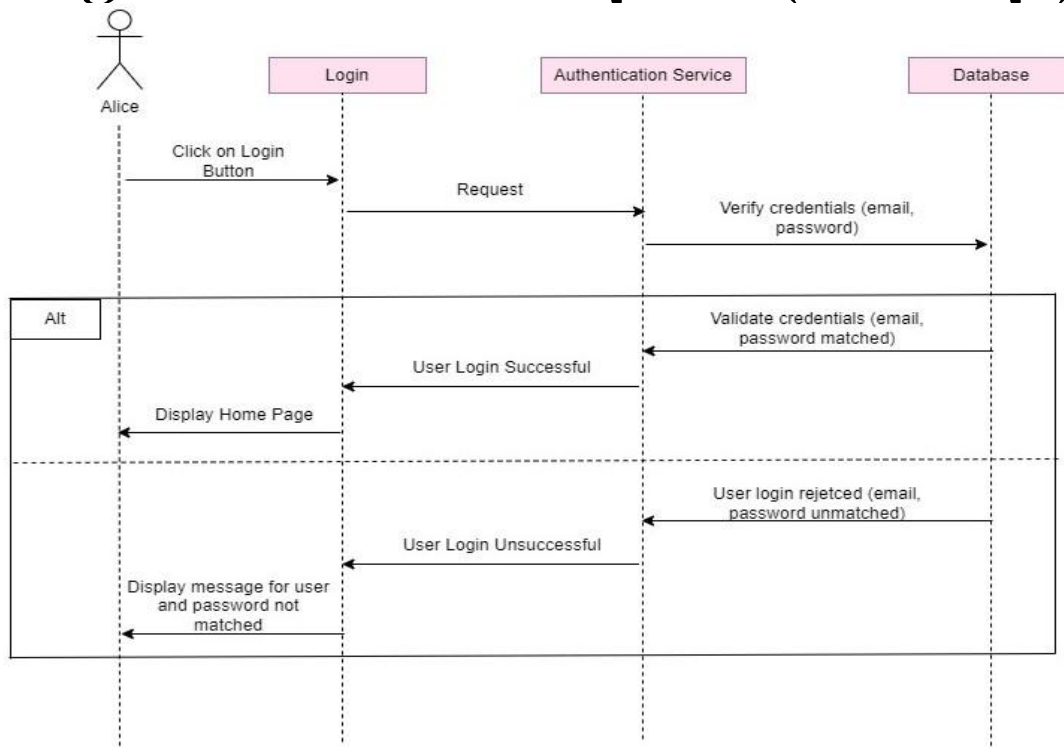 Alice
Login
Authentication Service
Database
Click on Login
Button
Request
Verify credentials (email,
password)
Alt
Validate credentials (email,
password matched)
User Login Successful
Display Home Page
User login rejetced (email,
password unmatched)
User Login Unsuccessful
Display message for user
and password not
matched